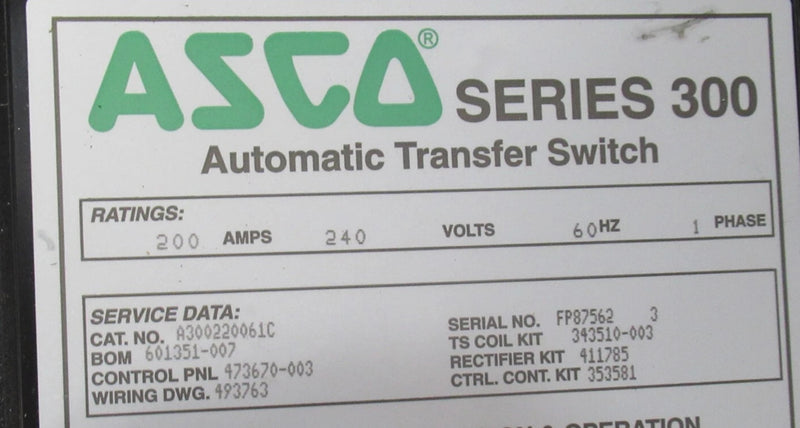 ASCO® SERIES 300
Automatic Transfer Switch
RATINGS:
200 AMPS 240 VOLTS 60HZ 1 PHASE
SERVICE DATA:
CAT. NO. A300220061C
BOM 601351-007
CONTROL PNL 473670-003
WIRING DWG. 493763
SERIAL NO. FP87562 3
TS COIL KIT 343510-003
RECTIFIER KIT 411785
CTRL. CONT. KIT 353581
& OPERATION